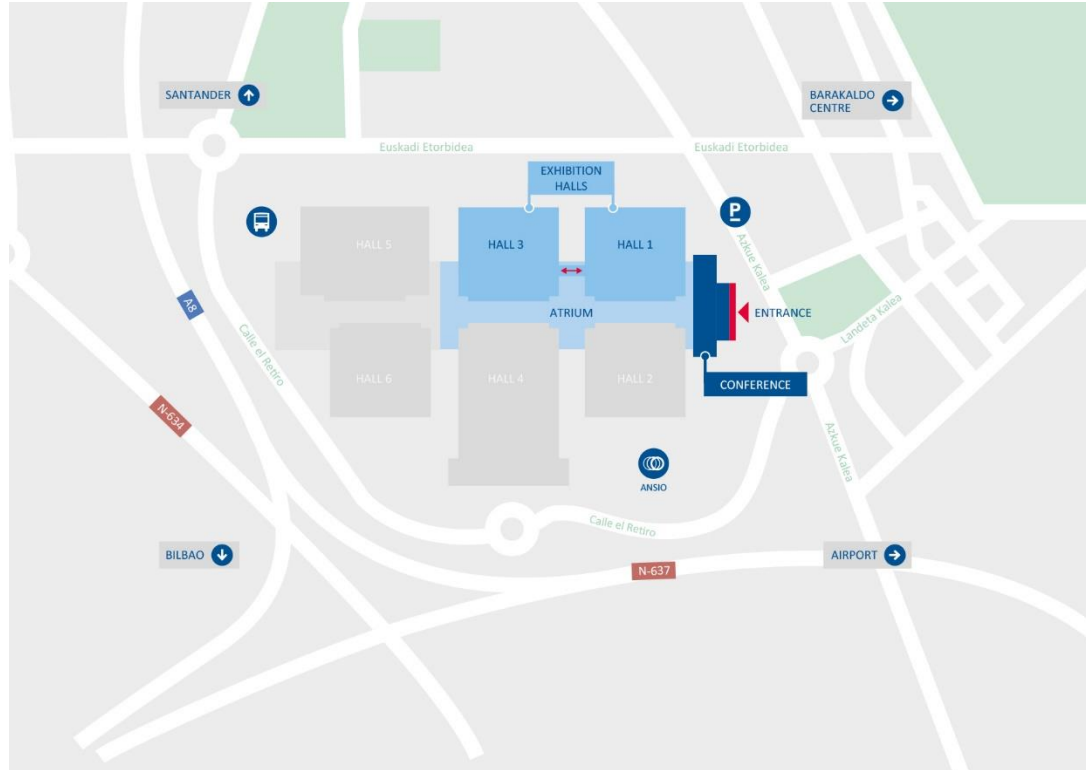 SANTANDER
BARAKALDO
CENTRE
Euskadi Etorbidea
Euskadi Etorbidea
EXHIBITION
HALLS
P
HALL 5
HALL 3
HALL 1
Azkue Kalea
A8
ATRIUM
ENTRANCE
Landeta Kalea
Calle el Retiro
HALL 6
HALL 4
HALL 2
CONFERENCE
N-634
Azkue Kalea
ANSIO
Calle el Retiro
BILBAO
AIRPORT
N-637